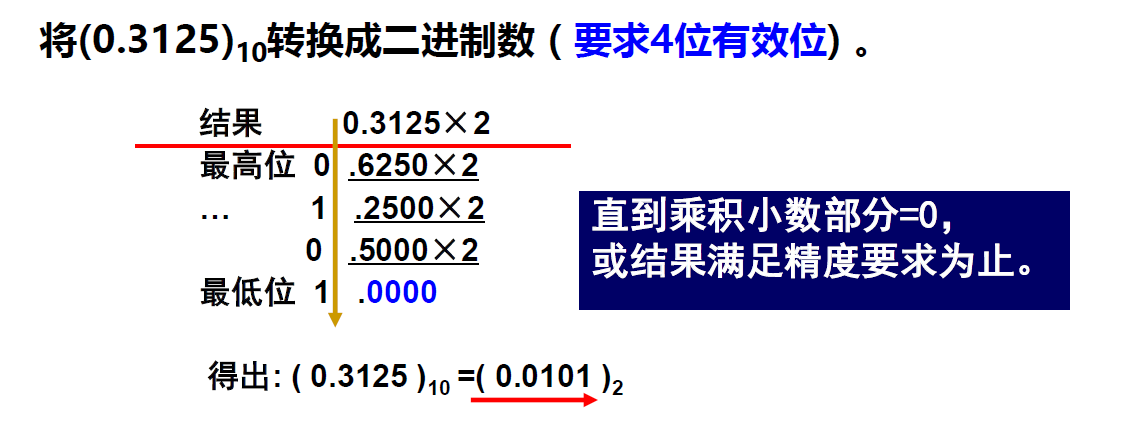 将(0.3125)10转换成二进制数（要求4位有效位）。
结果 0.3125×2
最高位 0 .6250×2
… 1 .2500×2
0 .5000×2
最低位 1 .0000
直到乘积小数部分=0，
或结果满足精度要求为止。
得出: ( 0.3125 )10 =( 0.0101 )2